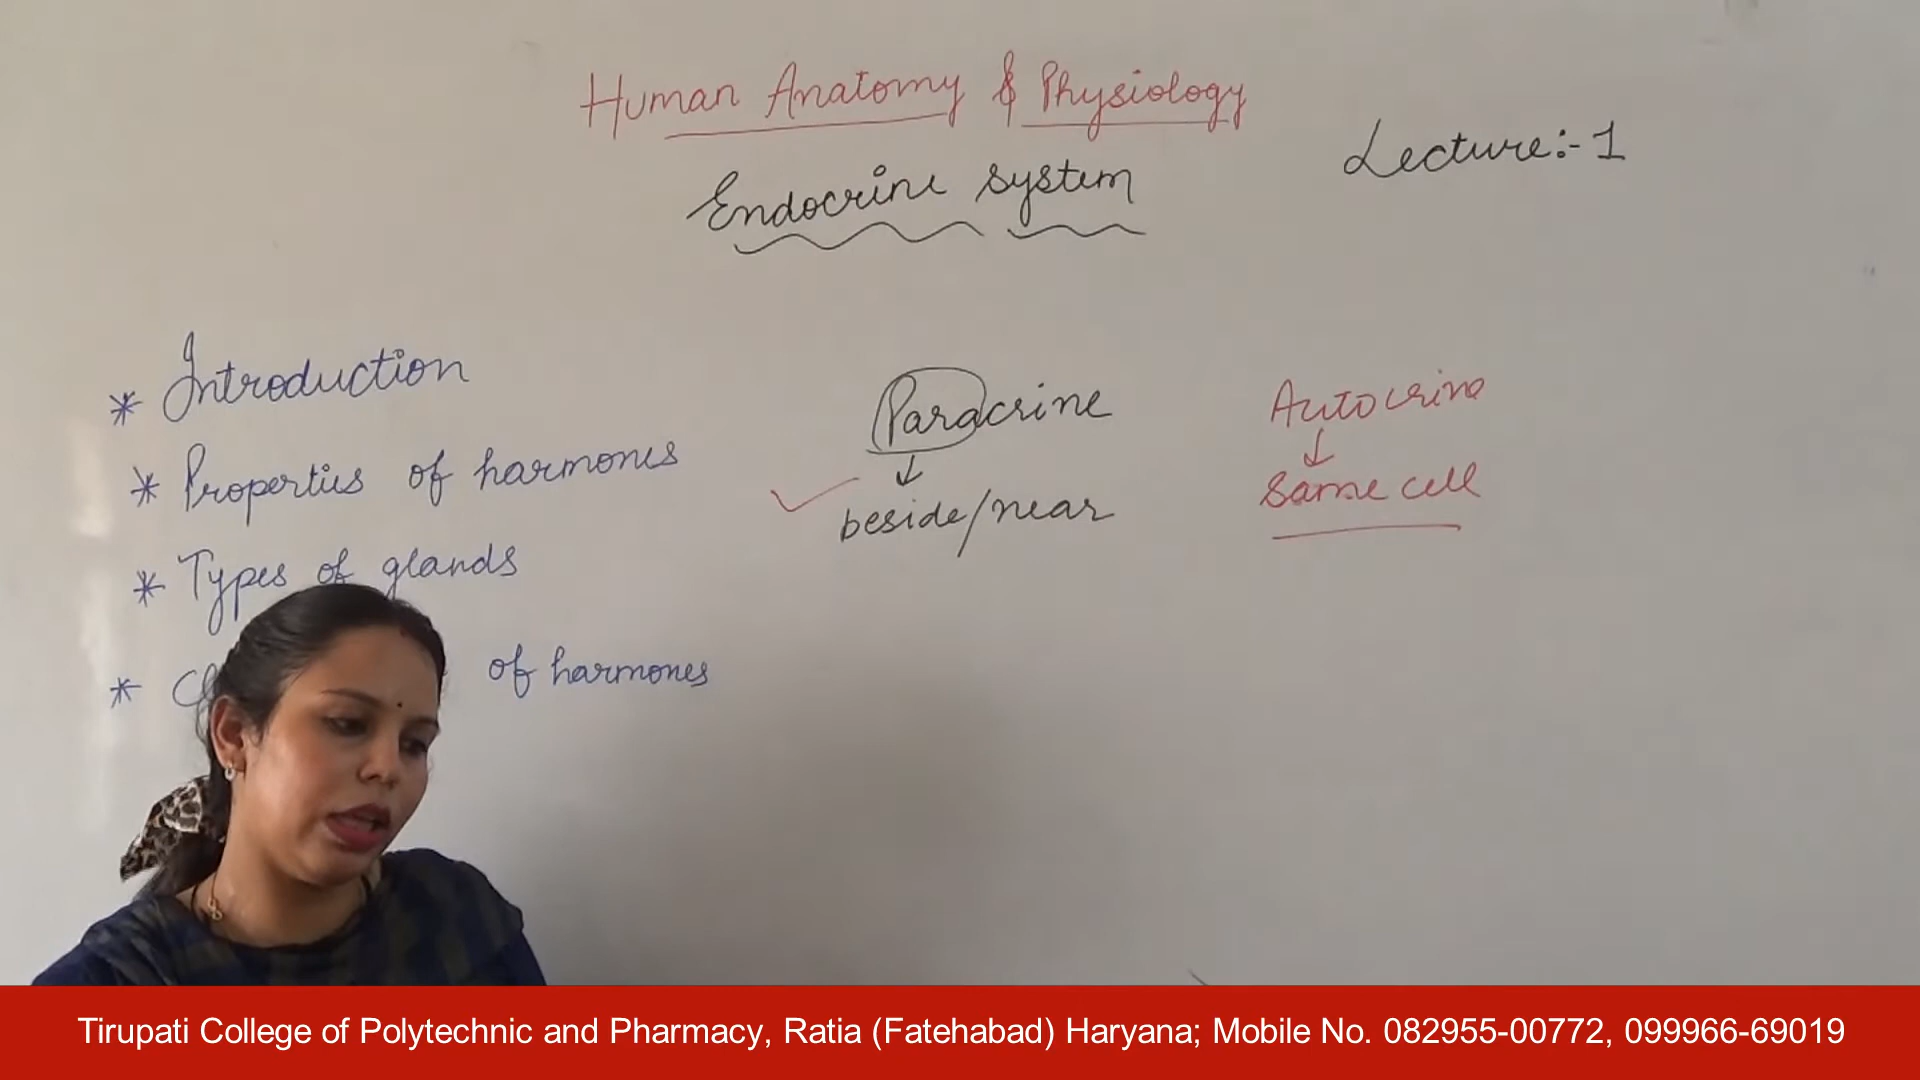 Human Anatomy & Physiology
Lecture:- 1
Endocrine system
* Introduction
* Properties of harmones
* Types of glands
* of harmones
Paracrine
↓
beside/near
Autocrine
↓
Same cell
Tirupati College of Polytechnic and Pharmacy, Ratia (Fatehabad) Haryana; Mobile No. 082955-00772, 099966-69019